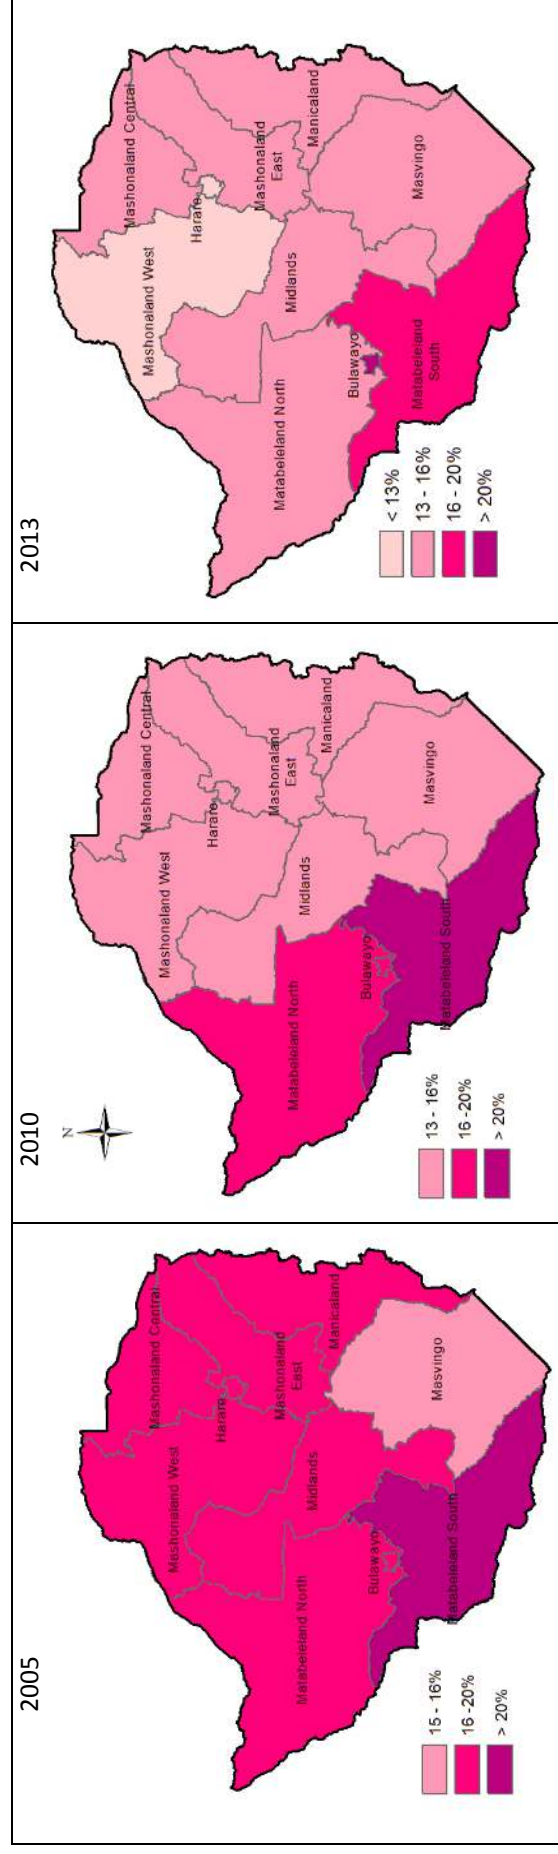 2005
Mashonaland Central
Mashonaland West
Harare
Mashonaland
East
Manicaland
Midlands
Matabeleland North
Bulawayo
Masvingo
Matabeleland South
15 - 16%
16 -20%
> 20%
2010
N
Mashonaland Central
Mashonaland West
Harare
Mashonaland
East
Manicaland
Midlands
Matabeleland North
Bulawayo
Masvingo
Matabeleland South
13 - 16%
16 -20%
> 20%
2013
Mashonaland Central
Mashonaland West
Harare
Mashonaland
East
Manicaland
Midlands
Matabeleland North
Bulawayo
Masvingo
Matabeleland
South
< 13%
13 - 16%
16 - 20%
> 20%